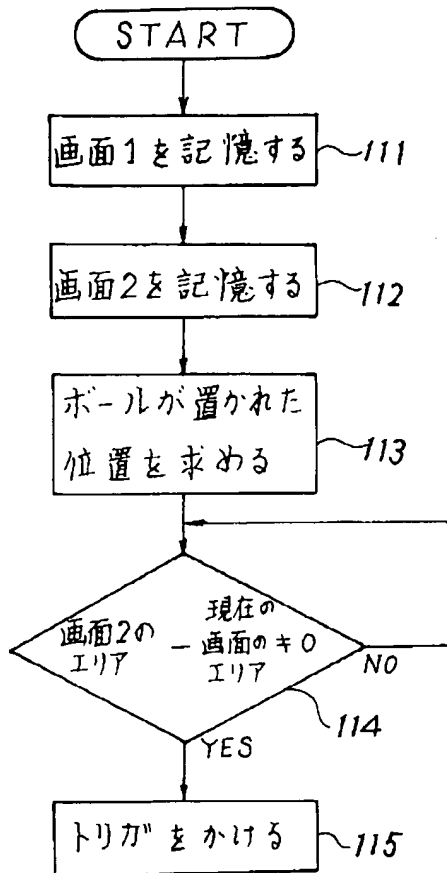 START
画面1を記憶する 111
画面2を記憶する 112
ボールが置かれた
位置を求める 113
画面2の
エリア
－
現在の
画面の
エリア
≠0
NO
114
YES
トリガをかける 115